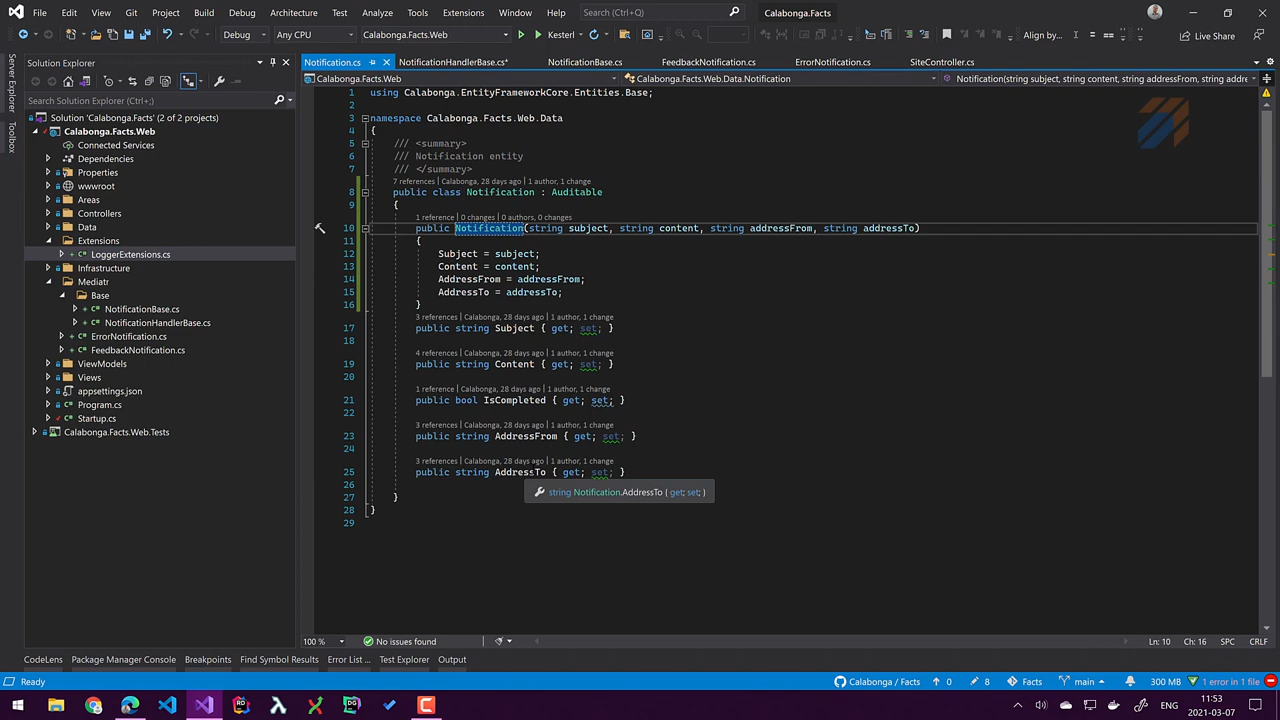 File Edit View Git Project Build Debug Architecture Test Analyze Tools Extensions Window Help Search (Ctrl+Q) Calabonga.Facts
Debug Any CPU Calabonga.Facts.Web Kestrel Align by... Live Share
Server Explorer
Toolbox
Solution Explorer
Search Solution Explorer (Ctrl+;)
Solution 'Calabonga.Facts' (2 of 2 projects)
Calabonga.Facts.Web
Connected Services
Dependencies
Properties
wwwroot
Areas
Controllers
Data
Extensions
LoggerExtensions.cs
Infrastructure
Mediatr
Base
NotificationBase.cs
NotificationHandlerBase.cs
ErrorNotification.cs
FeedbackNotification.cs
ViewModels
Views
appsettings.json
Program.cs
Startup.cs
Calabonga.Facts.Web.Tests
Notification.cs NotificationHandlerBase.cs* NotificationBase.cs FeedbackNotification.cs ErrorNotification.cs SiteController.cs
Calabonga.Facts.Web Calabonga.Facts.Web.Data.Notification Notification(string subject, string content, string addressFrom, string addre
1 using Calabonga.EntityFrameworkCore.Entities.Base;
2
3 namespace Calabonga.Facts.Web.Data
4 {
5 /// <summary>
6 /// Notification entity
7 /// </summary>
7 references | Calabonga, 28 days ago | 1 author, 1 change
8 public class Notification : Auditable
9 {
1 reference | 0 changes | 0 authors, 0 changes
10 public Notification(string subject, string content, string addressFrom, string addressTo)
11 {
12 Subject = subject;
13 Content = content;
14 AddressFrom = addressFrom;
15 AddressTo = addressTo;
16 }
3 references | Calabonga, 28 days ago | 1 author, 1 change
17 public string Subject { get; set; }
18
4 references | Calabonga, 28 days ago | 1 author, 1 change
19 public string Content { get; set; }
20
1 reference | Calabonga, 28 days ago | 1 author, 1 change
21 public bool IsCompleted { get; set; }
22
3 references | Calabonga, 28 days ago | 1 author, 1 change
23 public string AddressFrom { get; set; }
24
3 references | Calabonga, 28 days ago | 1 author, 1 change
25 public string AddressTo { get; set; }
26
string Notification.AddressTo { get; set; }
27 }
28 }
29
100 % No issues found Ln: 10 Ch: 16 SPC CRLF
CodeLens Package Manager Console Breakpoints Find Symbol Results Error List ... Test Explorer Output
Ready Calabonga / Facts 0 8 Facts main 300 MB 1 error in 1 file
ENG 11:53
2021-03-07